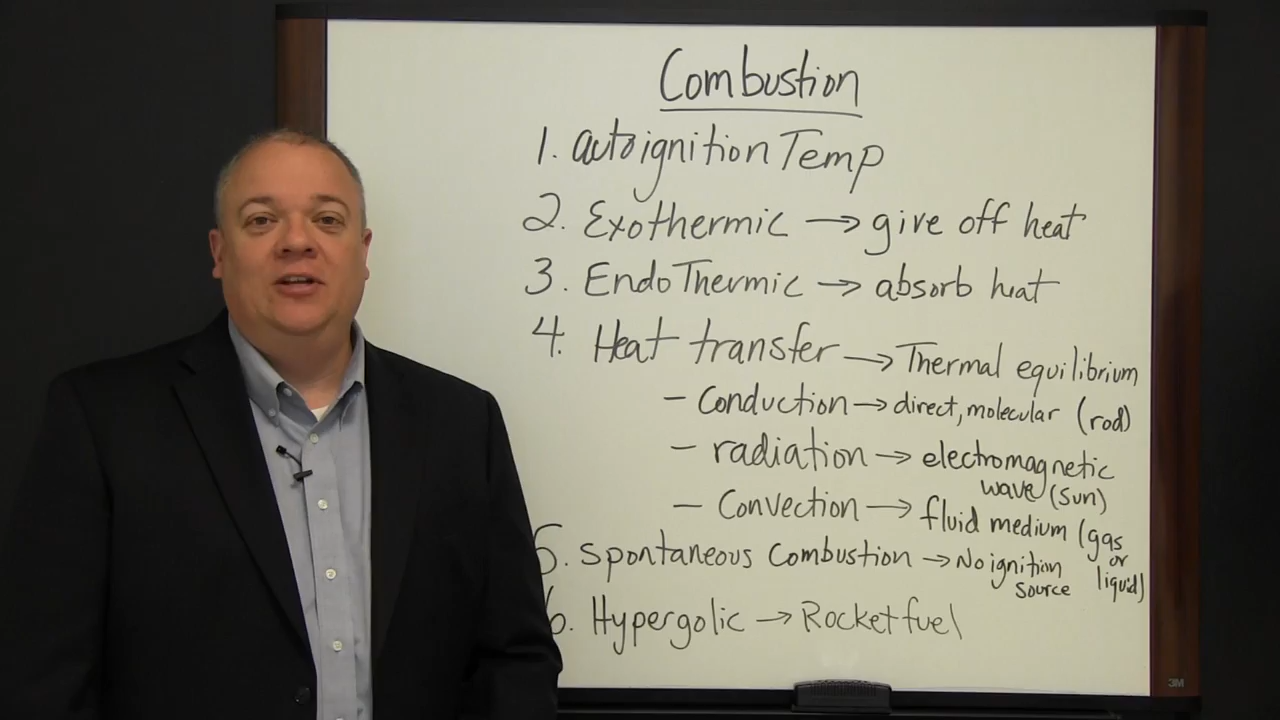 Combustion
1. autoignition Temp
2. Exothermic → give off heat
3. EndoThermic → absorb heat
4. Heat transfer → Thermal equilibrium
- Conduction → direct, molecular (rod)
- radiation → electromagnetic
wave (sun)
- Convection → fluid medium (gas
or
liquid)
5. Spontaneous Combustion → No ignition
source
6. Hypergolic → Rocket fuel
3M